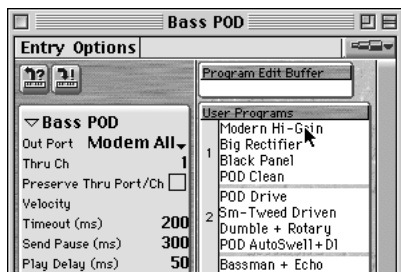 Bass POD
Entry Options
Program Edit Buffer
Bass POD
Out Port Modem All
Thru Ch 1
Preserve Thru Port/Ch
Velocity
Timeout (ms) 200
Send Pause (ms) 300
Play Delay (ms) 50
User Programs
1
Modern Hi-Gain
Big Rectifier
Black Panel
POD Clean
2
POD Drive
Sm-Tweed Driven
Dumble + Rotary
POD AutoSwell+Dl
Bassman + Echo